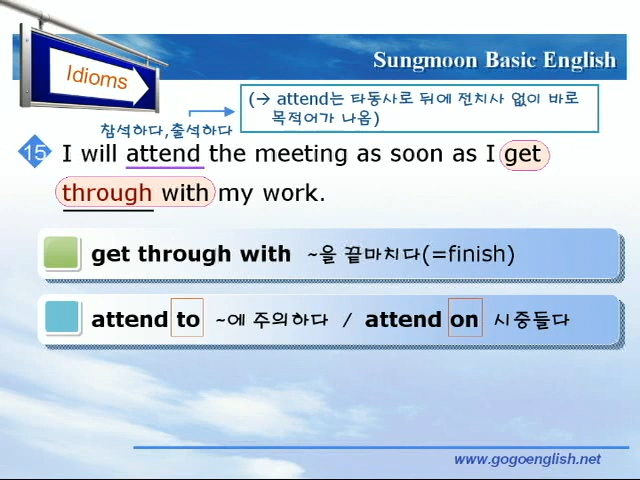 Idioms
Sungmoon Basic English
(→ attend는 타동사로 뒤에 전치사 없이 바로
목적어가 나옴)
참석하다,출석하다
15 I will attend the meeting as soon as I get
through with my work.
get through with ~을 끝마치다(=finish)
attend to ~에 주의하다 / attend on 시중들다
www.gogoenglish.net